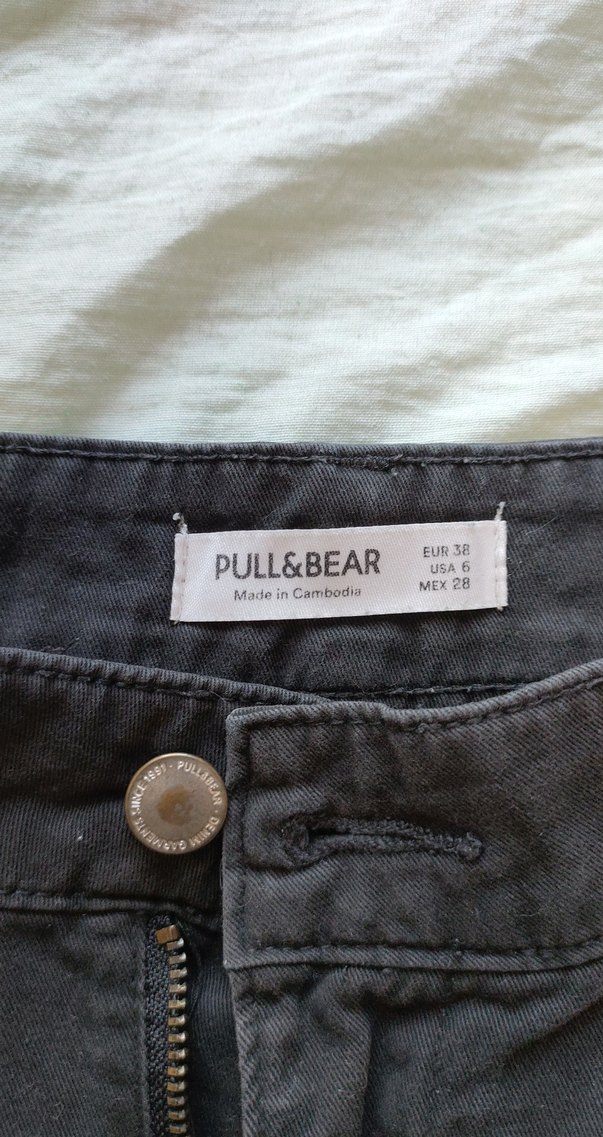 PULL&BEAR
Made in Cambodia
EUR 38
USA 6
MEX 28
SINCE 1991 - PULL&BEAR - DENIM GARMENTS